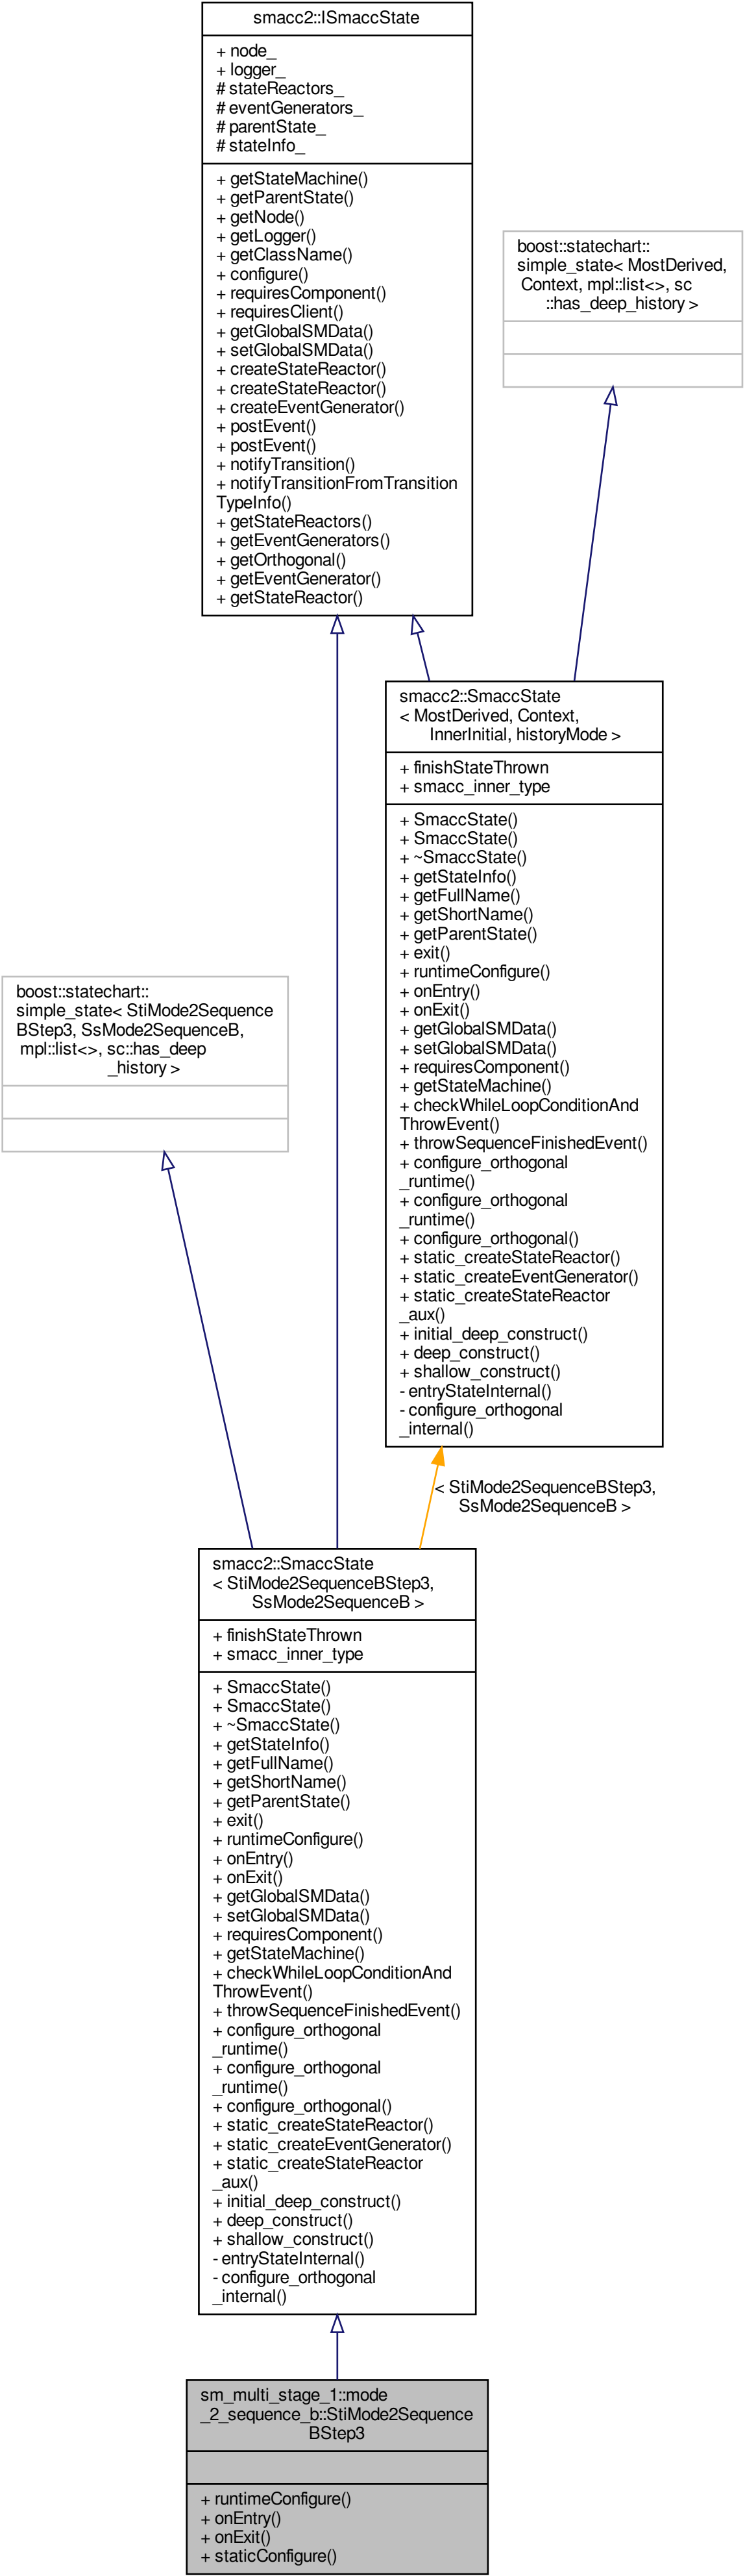 smacc2::ISmaccState
+ node_
+ logger_
# stateReactors_
# eventGenerators_
# parentState_
# stateInfo_
+ getStateMachine()
+ getParentState()
+ getNode()
+ getLogger()
+ getClassName()
+ configure()
+ requiresComponent()
+ requiresClient()
+ getGlobalSMData()
+ setGlobalSMData()
+ createStateReactor()
+ createStateReactor()
+ createEventGenerator()
+ postEvent()
+ postEvent()
+ notifyTransition()
+ notifyTransitionFromTransition
TypeInfo()
+ getStateReactors()
+ getEventGenerators()
+ getOrthogonal()
+ getEventGenerator()
+ getStateReactor()
boost::statechart::
simple_state< MostDerived,
Context, mpl::list<>, sc
::has_deep_history >
smacc2::SmaccState
< MostDerived, Context,
InnerInitial, historyMode >
+ finishStateThrown
+ smacc_inner_type
+ SmaccState()
+ SmaccState()
+ ~SmaccState()
+ getStateInfo()
+ getFullName()
+ getShortName()
+ getParentState()
+ exit()
+ runtimeConfigure()
+ onEntry()
+ onExit()
+ getGlobalSMData()
+ setGlobalSMData()
+ requiresComponent()
+ getStateMachine()
+ checkWhileLoopConditionAnd
ThrowEvent()
+ throwSequenceFinishedEvent()
+ configure_orthogonal
_runtime()
+ configure_orthogonal
_runtime()
+ configure_orthogonal()
+ static_createStateReactor()
+ static_createEventGenerator()
+ static_createStateReactor
_aux()
+ initial_deep_construct()
+ deep_construct()
+ shallow_construct()
- entryStateInternal()
- configure_orthogonal
_internal()
boost::statechart::
simple_state< StiMode2Sequence
BStep3, SsMode2SequenceB,
mpl::list<>, sc::has_deep
_history >
< StiMode2SequenceBStep3,
SsMode2SequenceB >
smacc2::SmaccState
< StiMode2SequenceBStep3,
SsMode2SequenceB >
+ finishStateThrown
+ smacc_inner_type
+ SmaccState()
+ SmaccState()
+ ~SmaccState()
+ getStateInfo()
+ getFullName()
+ getShortName()
+ getParentState()
+ exit()
+ runtimeConfigure()
+ onEntry()
+ onExit()
+ getGlobalSMData()
+ setGlobalSMData()
+ requiresComponent()
+ getStateMachine()
+ checkWhileLoopConditionAnd
ThrowEvent()
+ throwSequenceFinishedEvent()
+ configure_orthogonal
_runtime()
+ configure_orthogonal
_runtime()
+ configure_orthogonal()
+ static_createStateReactor()
+ static_createEventGenerator()
+ static_createStateReactor
_aux()
+ initial_deep_construct()
+ deep_construct()
+ shallow_construct()
- entryStateInternal()
- configure_orthogonal
_internal()
sm_multi_stage_1::mode
_2_sequence_b::StiMode2Sequence
BStep3
+ runtimeConfigure()
+ onEntry()
+ onExit()
+ staticConfigure()